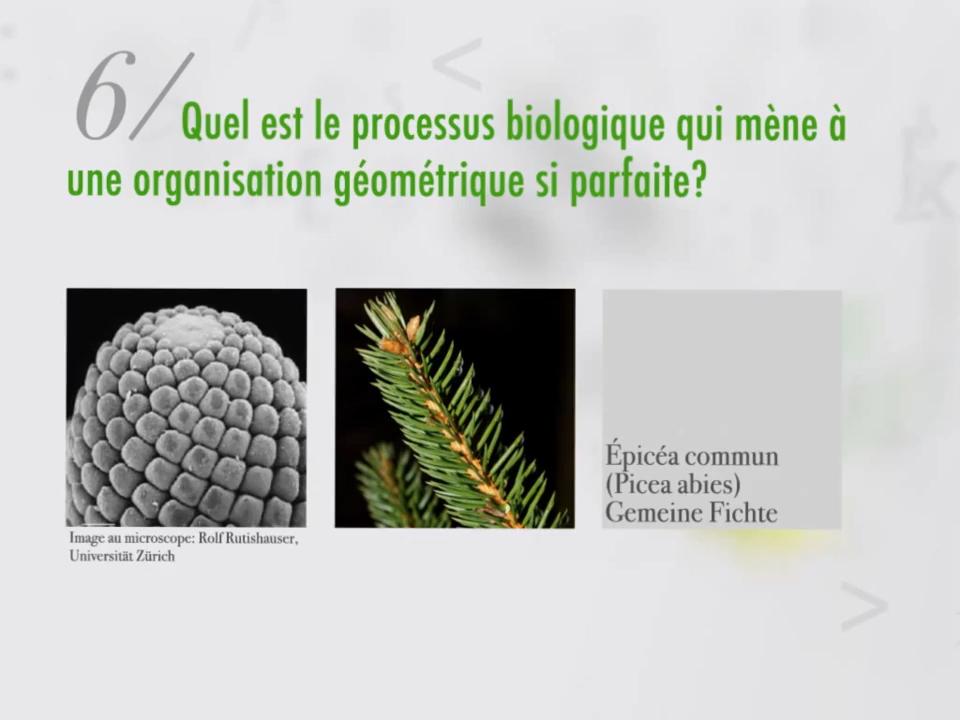 6/ Quel est le processus biologique qui mène à
une organisation géométrique si parfaite?
Image au microscope: Rolf Rutishauser,
Universität Zürich
Épicéa commun
(Picea abies)
Gemeine Fichte